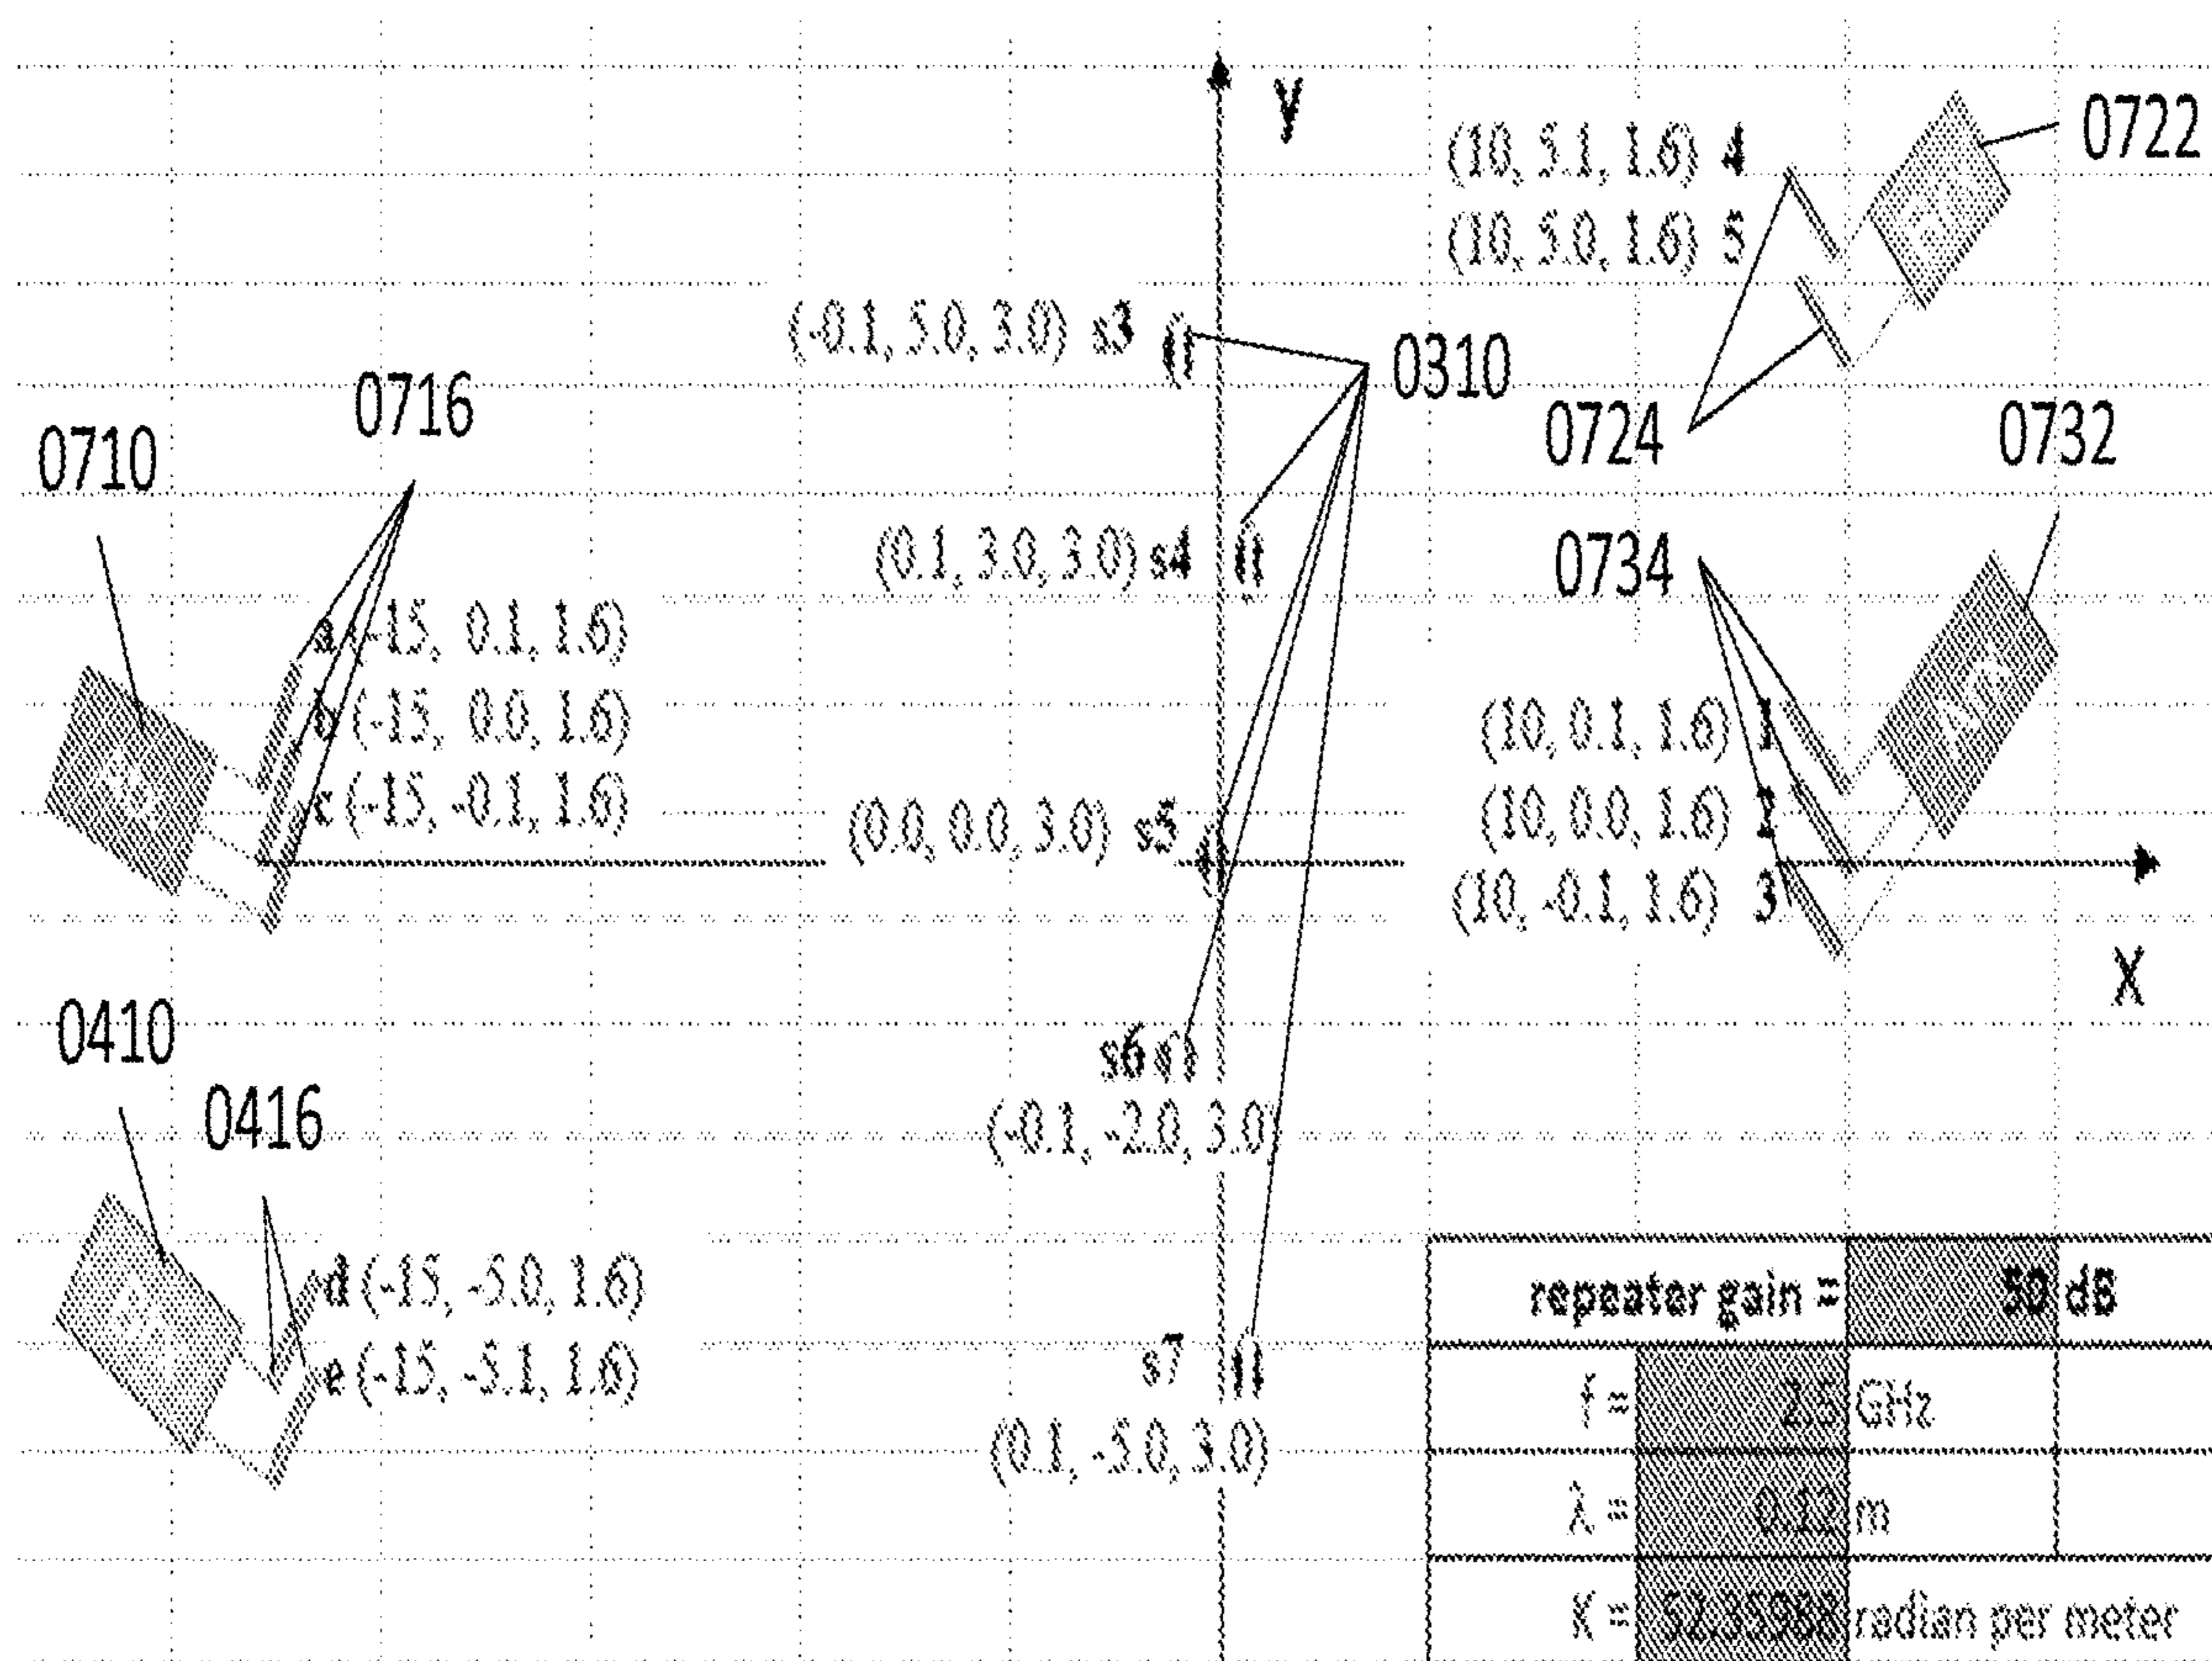 y
(10, 5.1, 1.6) 4
0722
(10, 5.0, 1.6) 5
(-0.1, 5.0, 3.0) s3
0310
0716
0710
0724
0732
(0.1, 3.0, 3.0) s4
0734
a (-15, 0.1, 1.6)
b (-15, 0.0, 1.6)
(10, 0.1, 1.6) 1
c (-15, -0.1, 1.6)
(0.0, 0.0, 3.0) s5
(10, 0.0, 1.6) 2
(10, -0.1, 1.6) 3
X
0410
s6
0416
(-0.1, -2.0, 3.0)
d (-15, -5.0, 1.6)
repeater gain = 50 dB
e (-15, -5.1, 1.6)
s7
f = 2.5 GHz
(0.1, -5.0, 3.0)
λ = 0.12 m
K = 52.35988 radian per meter